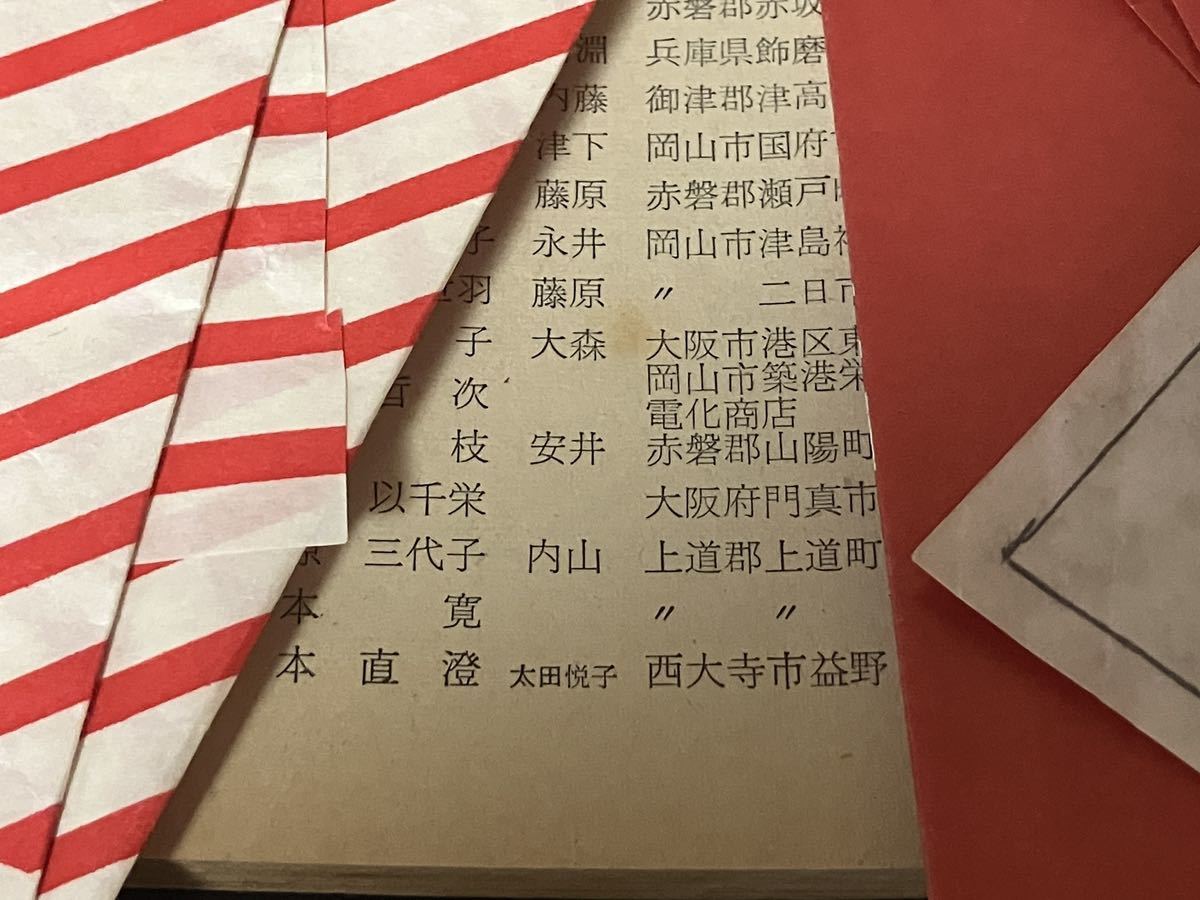 赤磐郡赤坂
淵 兵庫県飾磨
内藤 御津郡津高
津下 岡山市国府
藤原 赤磐郡瀬戸
子 永井 岡山市津島
羽 藤原 〃 二日市
子 大森 大阪市港区東
次 岡山市築港栄
電化商店
枝 安井 赤磐郡山陽町
以千栄 大阪府門真市
三代子 内山 上道郡上道町
本 寛 〃 〃
本 直 澄 太田悦子 西大寺市益野